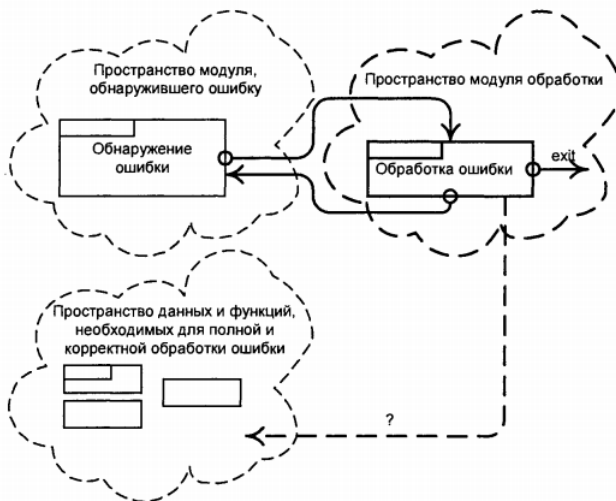 Пространство модуля,
обнаружившего ошибку
Обнаружение
ошибки
Пространство модуля обработки
Обработка ошибки
exit
Пространство данных и функций,
необходимых для полной и
корректной обработки ошибки
?